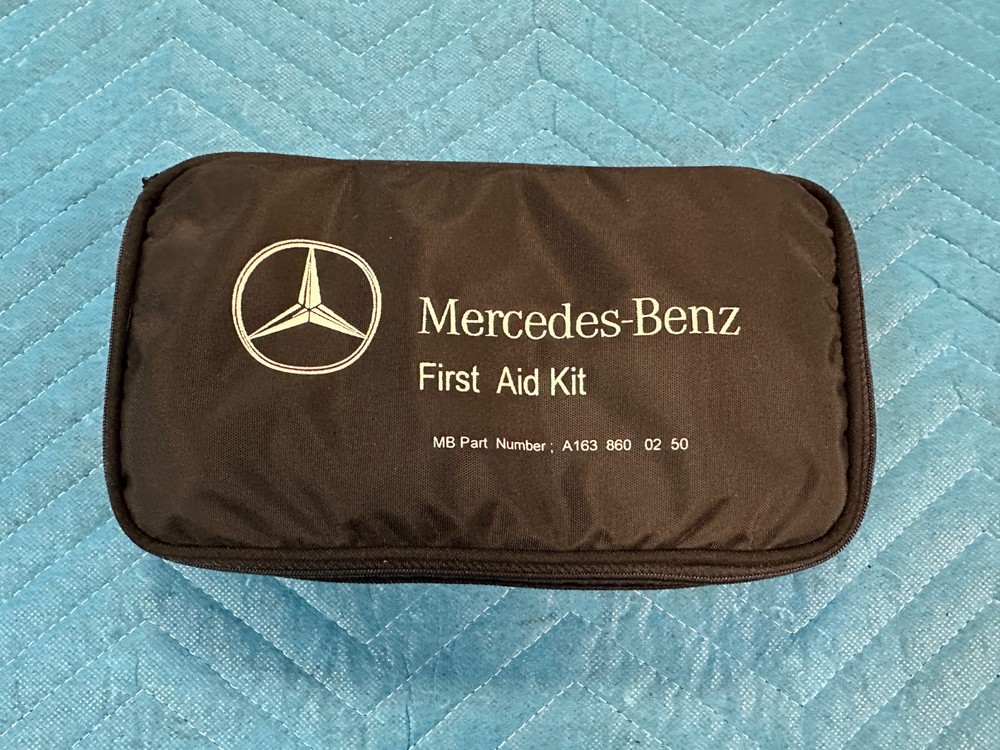 Mercedes-Benz
First Aid Kit
MB Part Number; A163 860 02 50